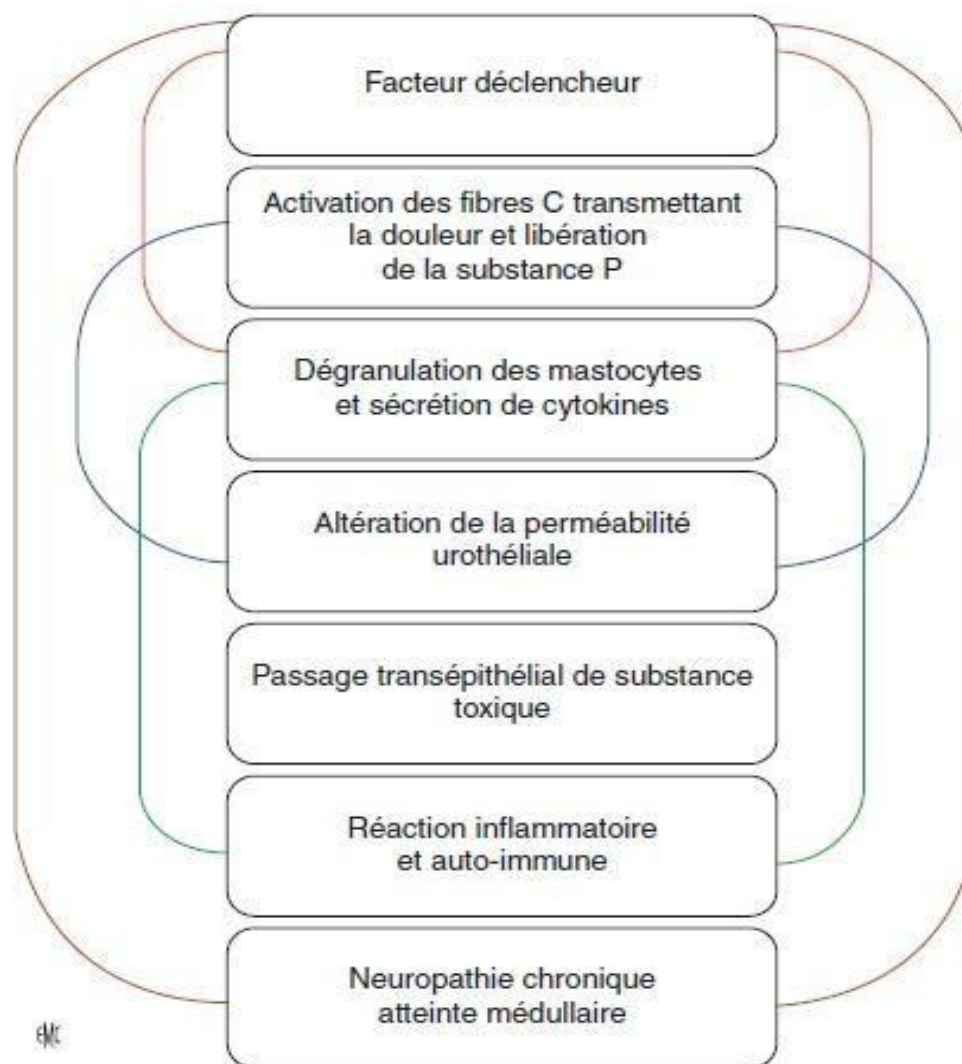 Facteur déclencheur
Activation des fibres C transmettant
la douleur et libération
de la substance P
Dégranulation des mastocytes
et sécrétion de cytokines
Altération de la perméabilité
urothéliale
Passage transépithélial de substance
toxique
Réaction inflammatoire
et auto-immune
Neuropathie chronique
atteinte médullaire
EMC